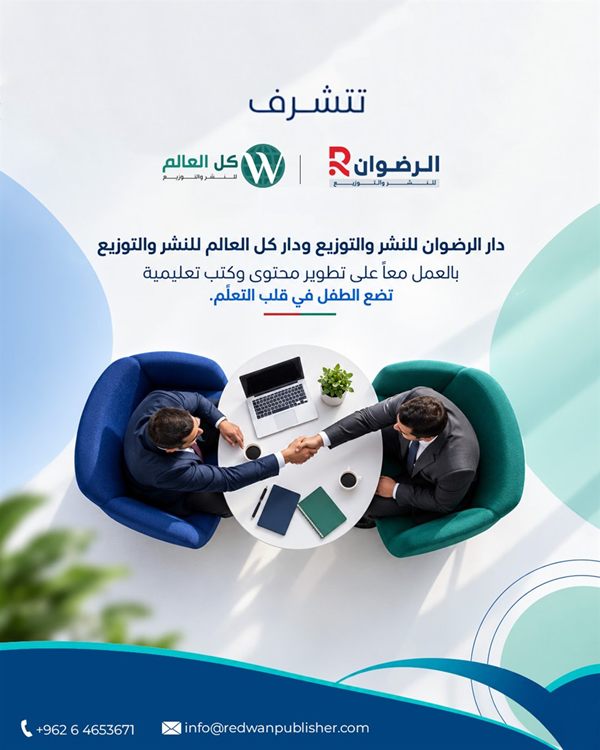 تتشرف
الرضوان
للنشر والتوزيع
كل العالم
للنشر والتوزيع
دار الرضوان للنشر والتوزيع ودار كل العالم للنشر والتوزيع
بالعمل معاً على تطوير محتوى وكتب تعليمية
تضع الطفل في قلب التعلّم.
+962 6 4653671
info@redwanpublisher.com